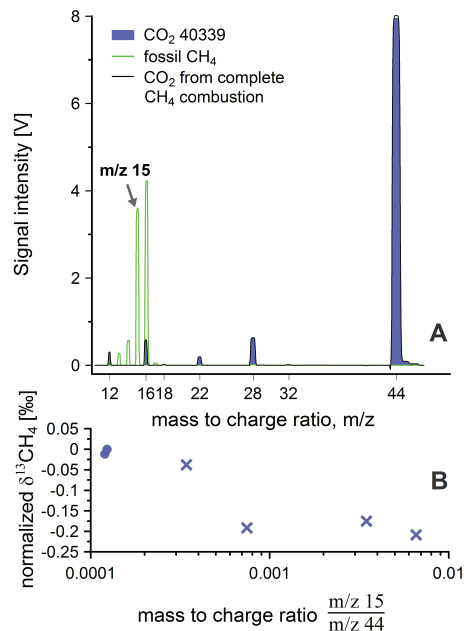 8
6
4
2
0
Signal intensity [V]
CO2 40339
fossil CH4
CO2 from complete
CH4 combustion
m/z 15
A
12 16 18 22 28 32 44
mass to charge ratio, m/z
0.05
0
-0.05
-0.1
-0.15
-0.2
-0.25
normalized δ13CH4 [‰]
B
0.0001 0.001 0.01
mass to charge ratio m/z 15
m/z 44